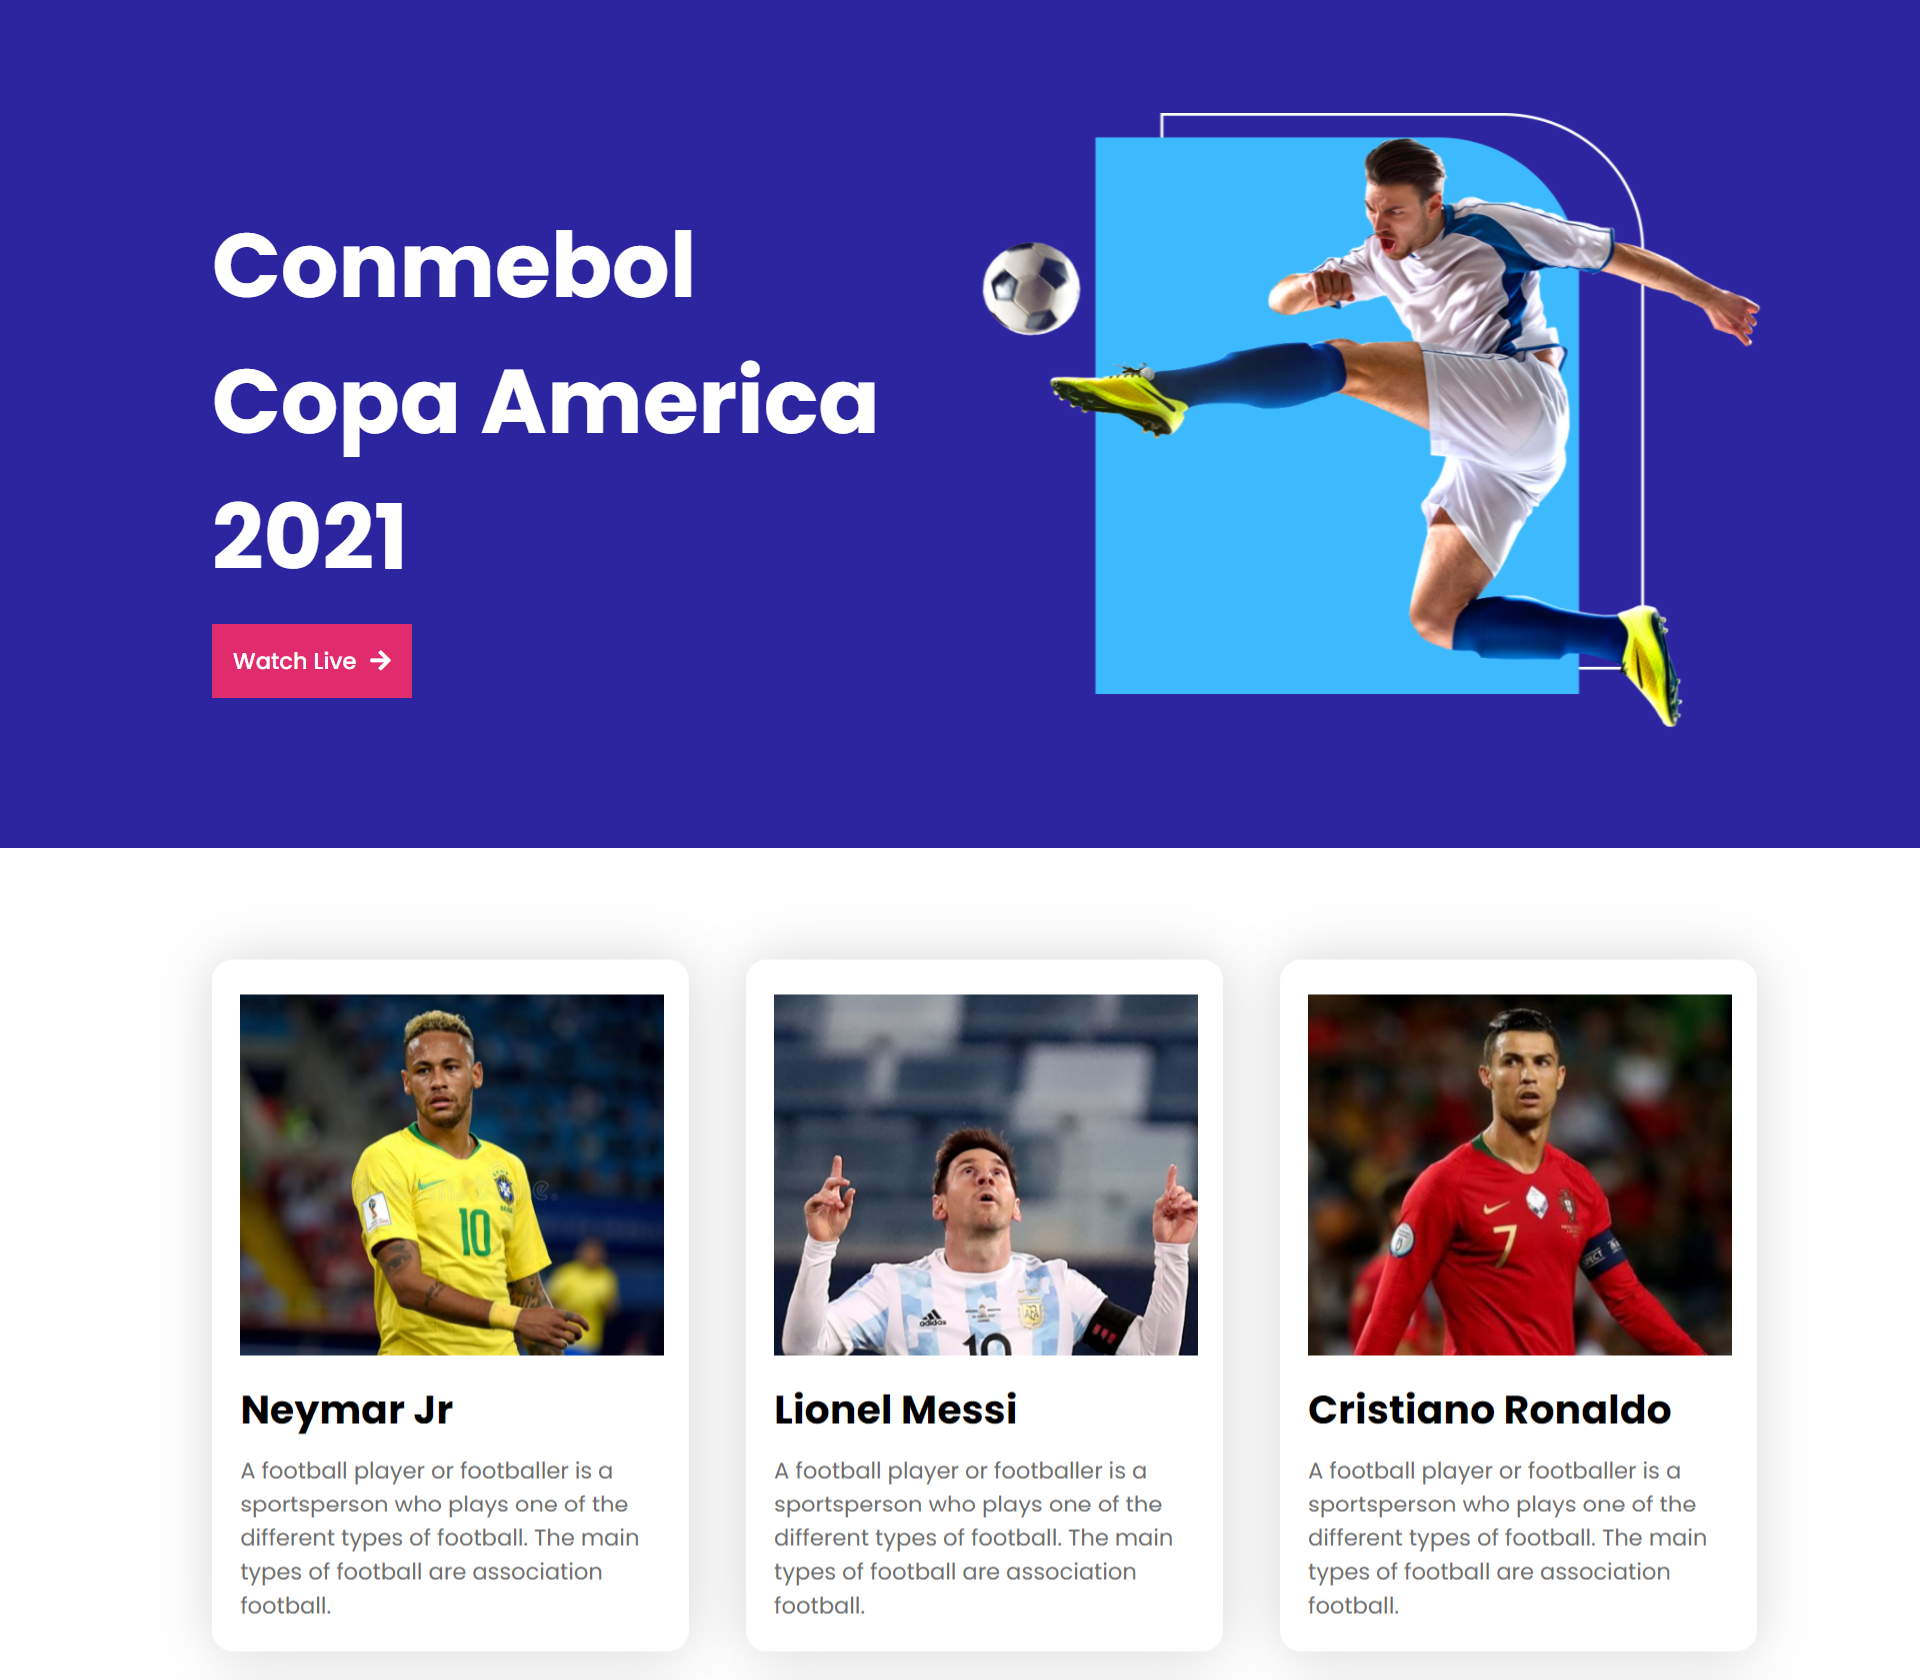 Conmebol
Copa America
2021
Watch Live
10
adidas
10
7
Neymar Jr
Lionel Messi
Cristiano Ronaldo
A football player or footballer is a
sportsperson who plays one of the
different types of football. The main
types of football are association
football.
A football player or footballer is a
sportsperson who plays one of the
different types of football. The main
types of football are association
football.
A football player or footballer is a
sportsperson who plays one of the
different types of football. The main
types of football are association
football.